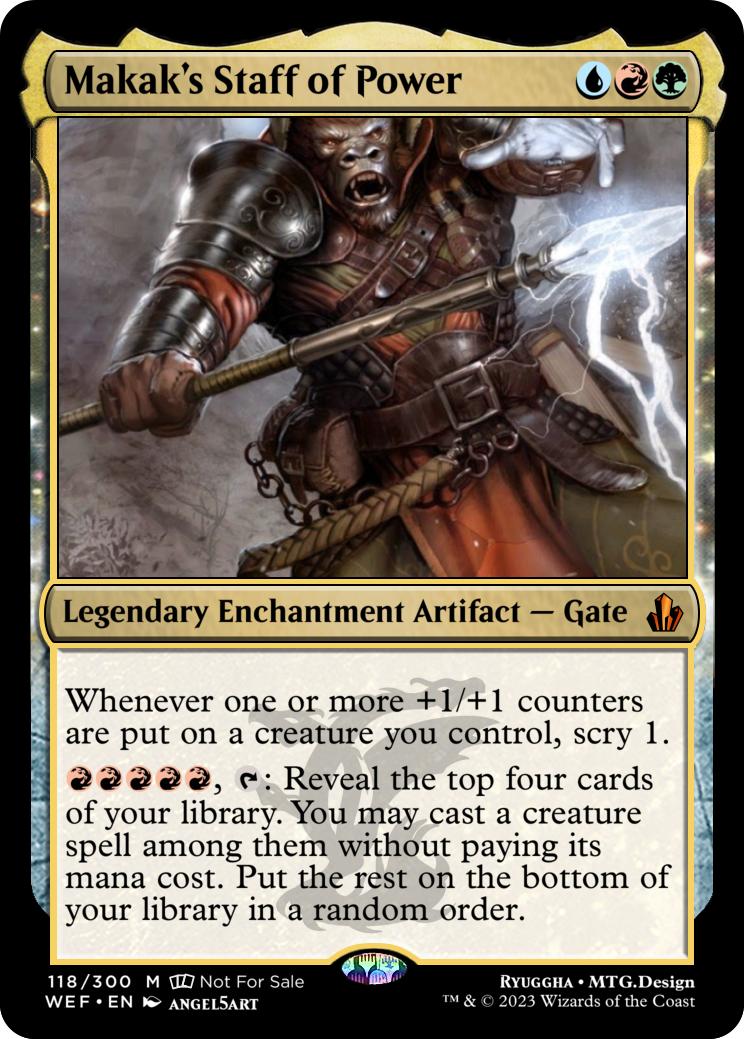 Makak's Staff of Power
Legendary Enchantment Artifact — Gate
Whenever one or more +1/+1 counters
are put on a creature you control, scry 1.
, : Reveal the top four cards
of your library. You may cast a creature
spell among them without paying its
mana cost. Put the rest on the bottom of
your library in a random order.
118/300 M Not For Sale
WEF • EN ANGEL5ART
Ryuggha • MTG.Design
™ & © 2023 Wizards of the Coast